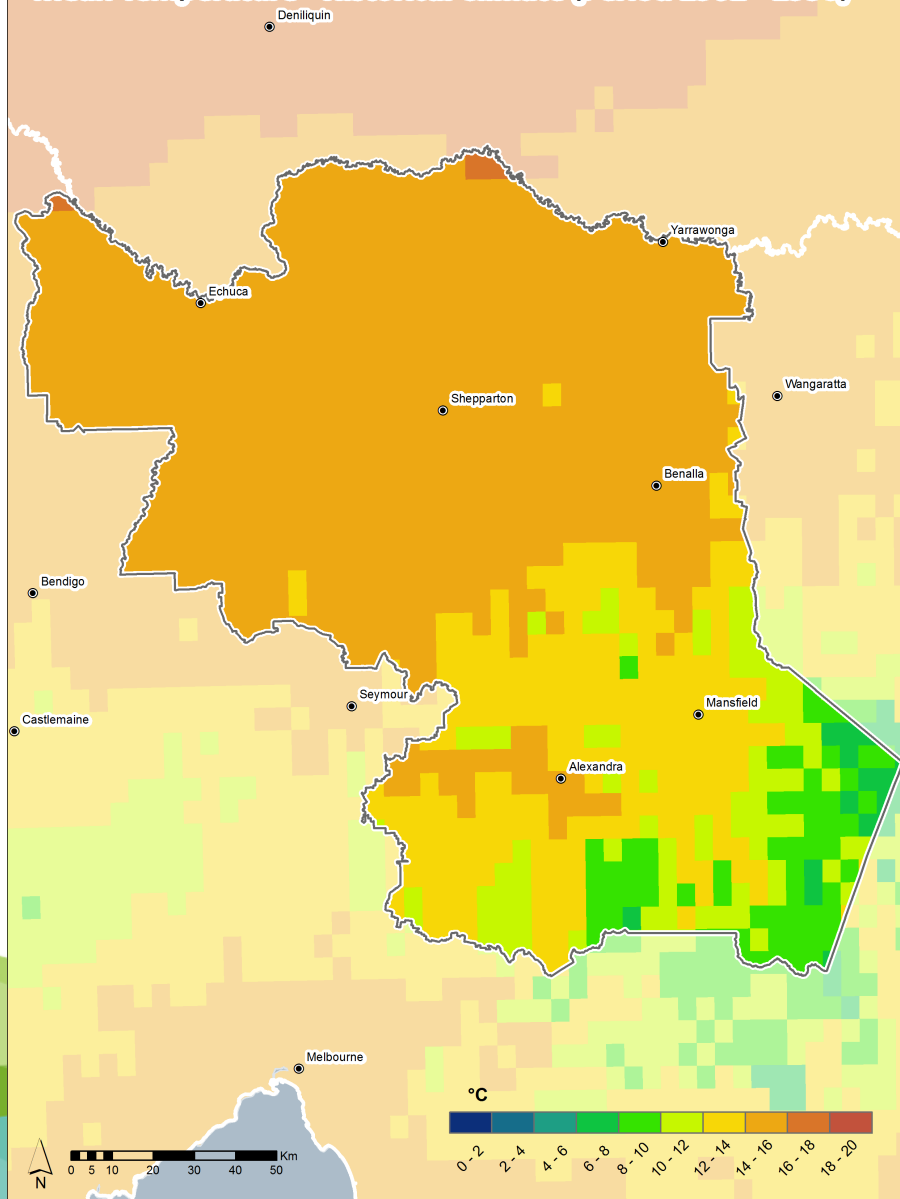 Deniliquin
Yarrawonga
Echuca
Wangaratta
Shepparton
Benalla
Bendigo
Seymour
Mansfield
Castlemaine
Alexandra
Melbourne
°C
0 - 2
2 - 4
4 - 6
6 - 8
8 - 10
10 - 12
12 - 14
14 - 16
16 - 18
18 - 20
N
0 5 10 20 30 40 50
Km